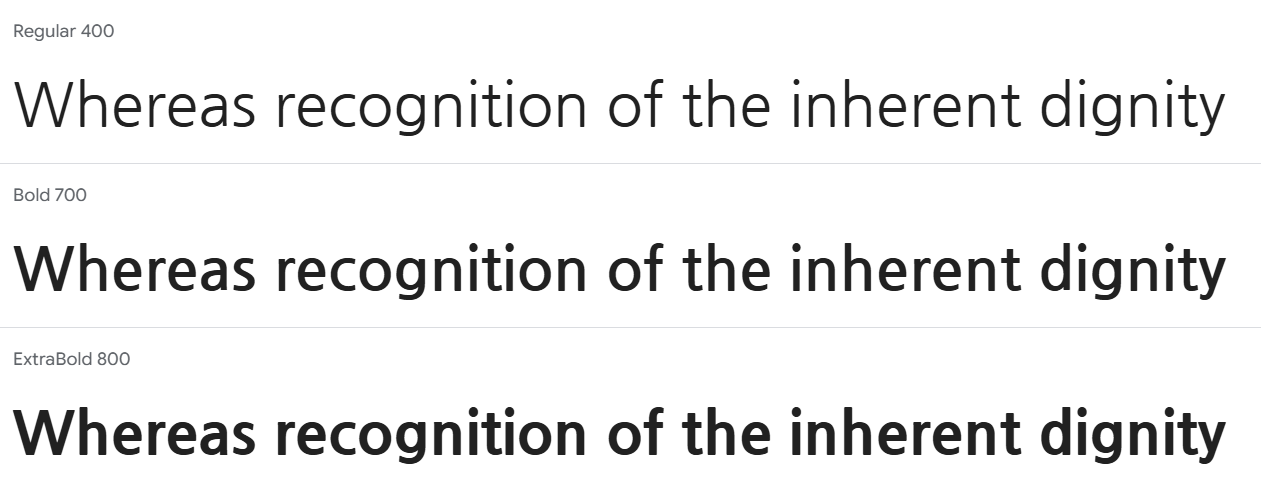 Regular 400
Whereas recognition of the inherent dignity
Bold 700
Whereas recognition of the inherent dignity
ExtraBold 800
Whereas recognition of the inherent dignity